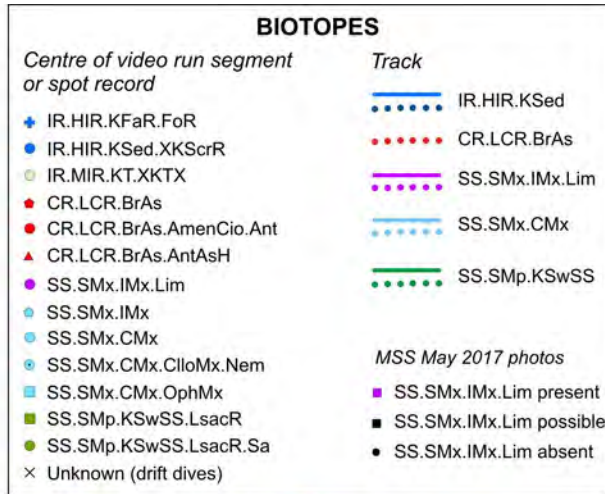 BIOTOPES
Centre of video run segment
or spot record
IR.HIR.KFaR.FoR
IR.HIR.KSed.XKScrR
IR.MIR.KT.XKTX
CR.LCR.BrAs
CR.LCR.BrAs.AmenCio.Ant
CR.LCR.BrAs.AntAsH
SS.SMx.IMx.Lim
SS.SMx.IMx
SS.SMx.CMx
SS.SMx.CMx.ClloMx.Nem
SS.SMx.CMx.OphMx
SS.SMp.KSwSS.LsacR
SS.SMp.KSwSS.LsacR.Sa
Unknown (drift dives)
Track
IR.HIR.KSed
CR.LCR.BrAs
SS.SMx.IMx.Lim
SS.SMx.CMx
SS.SMp.KSwSS
MSS May 2017 photos
SS.SMx.IMx.Lim present
SS.SMx.IMx.Lim possible
SS.SMx.IMx.Lim absent